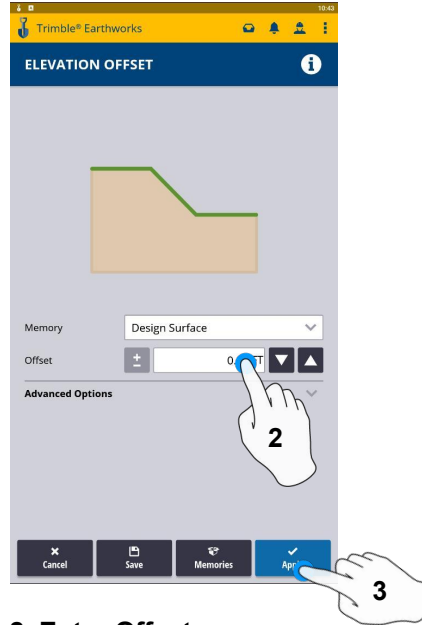 10:43
Trimble® Earthworks
ELEVATION OFFSET
Memory Design Surface
Offset ± 0.
Advanced Options
2
Cancel Save Memories
3